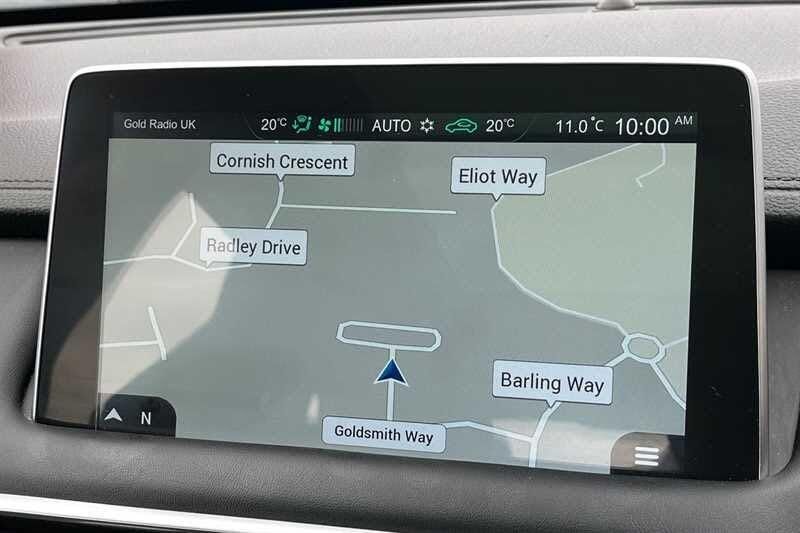 Gold Radio UK 20°C AUTO 20°C 11.0°C 10:00 AM
Cornish Crescent
Eliot Way
Radley Drive
Barling Way
Goldsmith Way
N